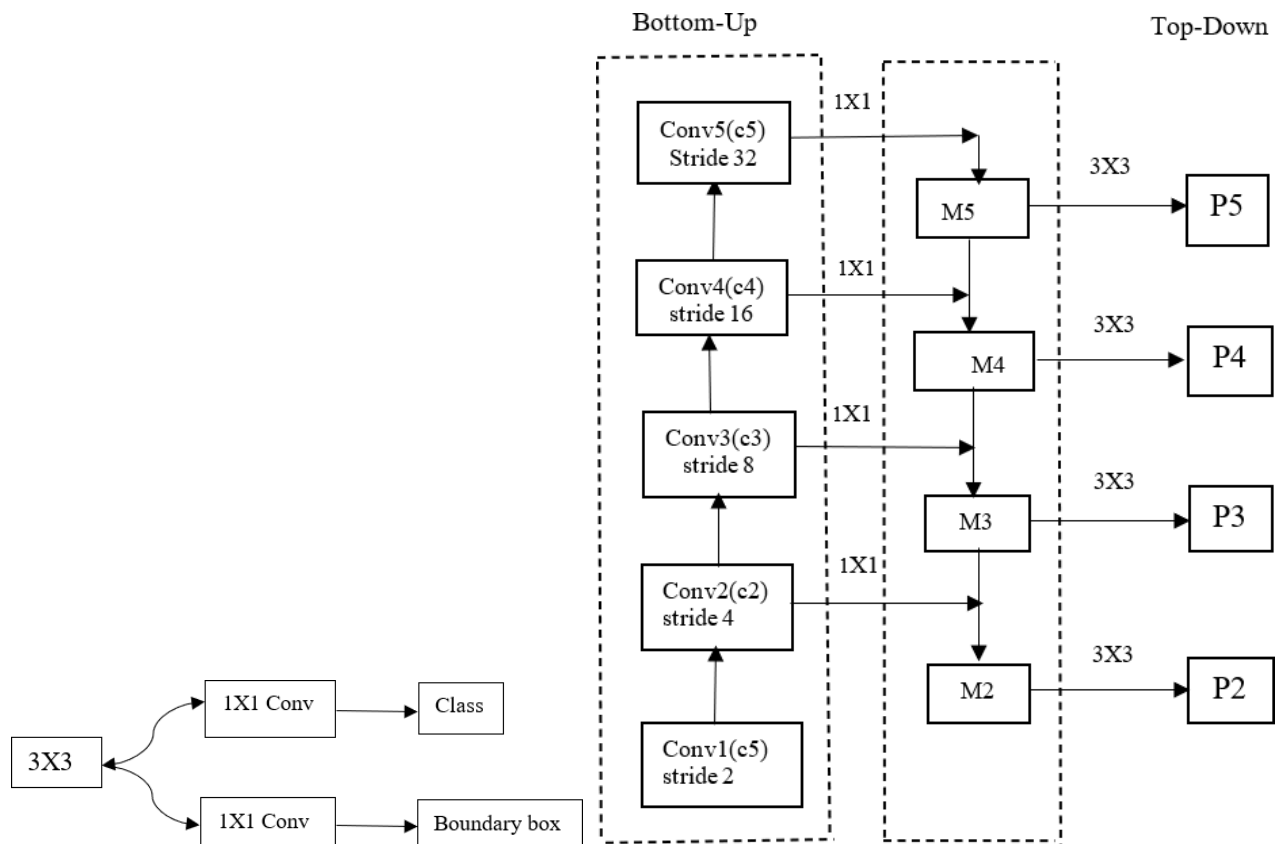 Bottom-Up
Top-Down
1X1
Conv5(c5)
Stride 32
3X3
M5
P5
1X1
Conv4(c4)
stride 16
3X3
M4
P4
1X1
Conv3(c3)
stride 8
3X3
M3
P3
1X1
Conv2(c2)
stride 4
3X3
M2
P2
Conv1(c5)
stride 2
1X1 Conv
Class
3X3
1X1 Conv
Boundary box